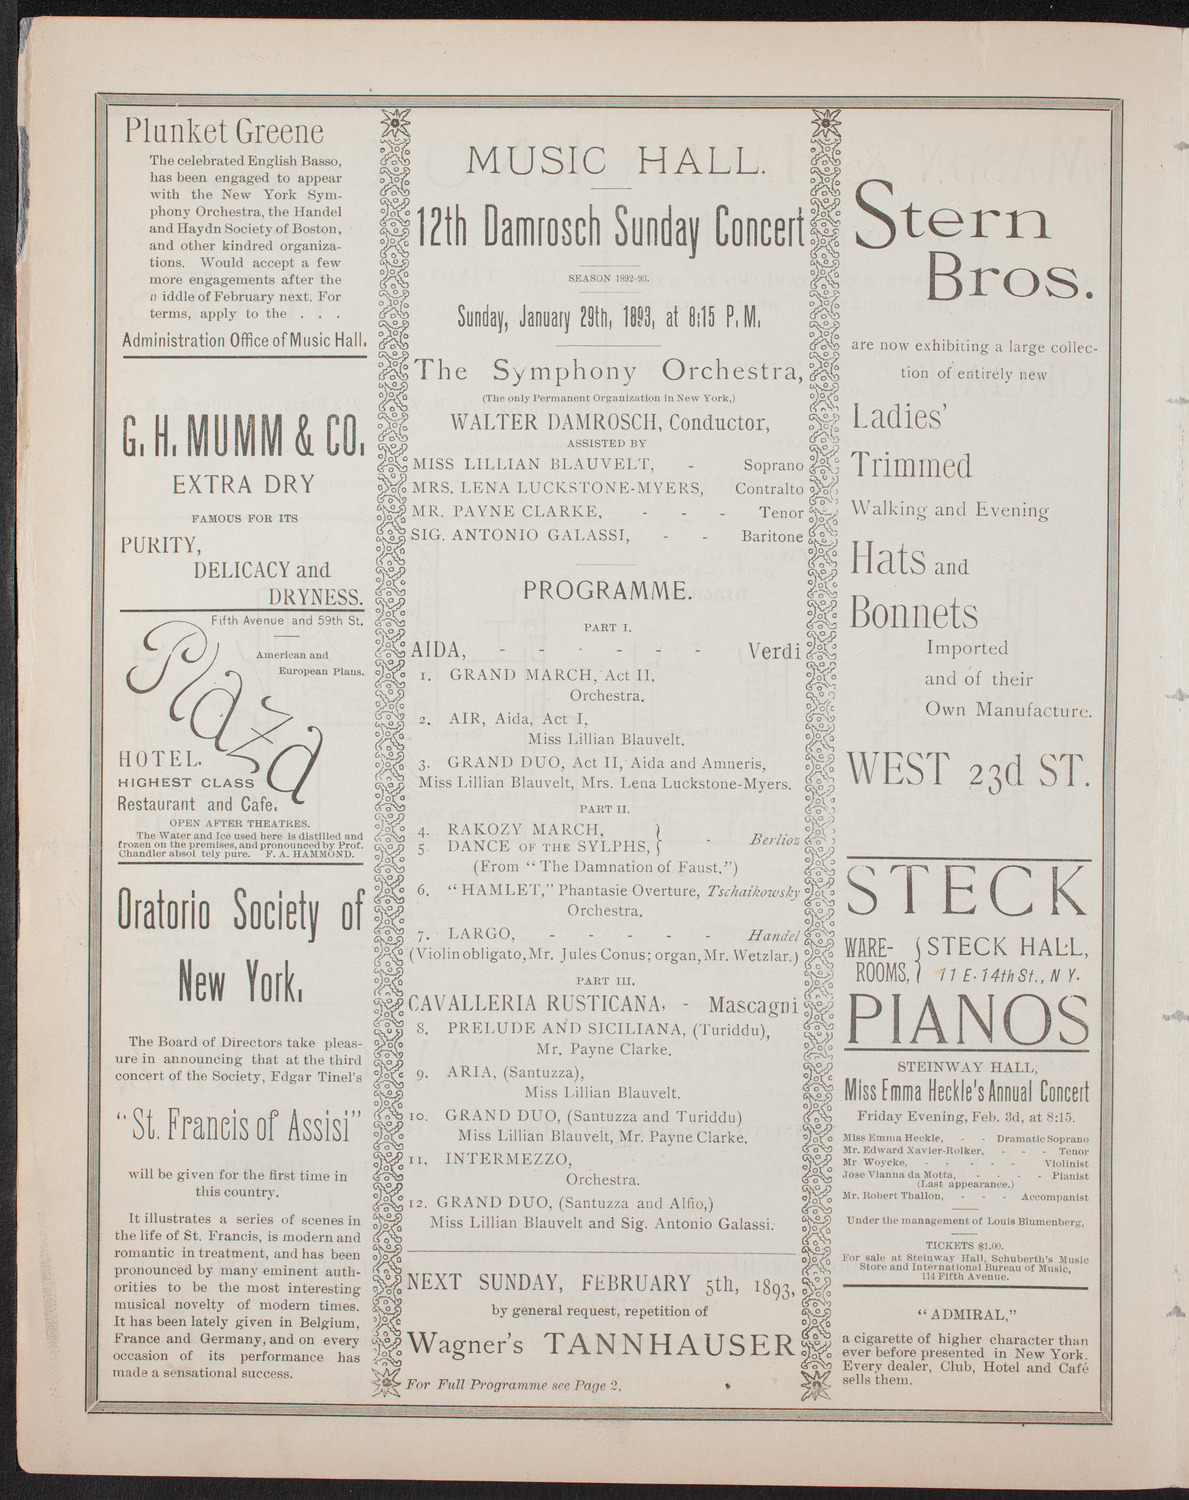 Plunket Greene
The celebrated English Basso,
has been engaged to appear
with the New York Sym-
phony Orchestra, the Handel
and Haydn Society of Boston,
and other kindred organiza-
tions. Would accept a few
more engagements after the
iddle of February next. For
terms, apply to the . . .
Administration Office of Music Hall.
G. H. MUMM & CO.
EXTRA DRY
FAMOUS FOR ITS
PURITY,
DELICACY and
DRYNESS.
Fifth Avenue and 59th St.
American and
European Plans.
Plaza
HOTEL.
HIGHEST CLASS
Restaurant and Cafe.
OPEN AFTER THEATRES.
The Water and Ice used here is distilled and
frozen on the premises, and pronounced by Prof.
Chandler absol tely pure. F. A. HAMMOND.
Oratorio Society of
New York.
The Board of Directors take pleas-
ure in announcing that at the third
concert of the Society, Edgar Tinel's
"St. Francis of Assisi"
will be given for the first time in
this country.
It illustrates a series of scenes in
the life of St. Francis, is modern and
romantic in treatment, and has been
pronounced by many eminent auth-
orities to be the most interesting
musical novelty of modern times.
It has been lately given in Belgium,
France and Germany, and on every
occasion of its performance has
made a sensational success.
MUSIC HALL.
12th Damrosch Sunday Concert
SEASON 1892-93.
Sunday, January 29th, 1893, at 8:15 P. M.
The Symphony Orchestra,
(The only Permanent Organization in New York,)
WALTER DAMROSCH, Conductor,
ASSISTED BY
MISS LILLIAN BLAUVELT, - Soprano
MRS. LENA LUCKSTONE-MYERS, Contralto
MR. PAYNE CLARKE, - - - Tenor
SIG. ANTONIO GALASSI, - - Baritone
PROGRAMME.
PART I.
AIDA, - - - - - - Verdi
1. GRAND MARCH, Act II,
Orchestra.
2. AIR, Aida, Act I,
Miss Lillian Blauvelt.
3. GRAND DUO, Act II, Aida and Amneris,
Miss Lillian Blauvelt, Mrs. Lena Luckstone-Myers.
PART II.
4. RAKOZY MARCH,
5. DANCE OF THE SYLPHS, } - Berlioz
(From "The Damnation of Faust.")
6. "HAMLET," Phantasie Overture, Tschaikowsky
Orchestra.
7. LARGO, - - - - - Handel
(Violin obligato, Mr. Jules Conus; organ, Mr. Wetzlar.)
PART III.
CAVALLERIA RUSTICANA, - Mascagni
8. PRELUDE AND SICILIANA, (Turiddu),
Mr. Payne Clarke.
9. ARIA, (Santuzza),
Miss Lillian Blauvelt.
10. GRAND DUO, (Santuzza and Turiddu)
Miss Lillian Blauvelt, Mr. Payne Clarke.
11. INTERMEZZO,
Orchestra.
12. GRAND DUO, (Santuzza and Alfio,)
Miss Lillian Blauvelt and Sig. Antonio Galassi.
NEXT SUNDAY, FEBRUARY 5th, 1893,
by general request, repetition of
Wagner's TANNHAUSER
For Full Programme see Page 2,
Stern
Bros.
are now exhibiting a large collec-
tion of entirely new
Ladies'
Trimmed
Walking and Evening
Hats and
Bonnets
Imported
and of their
Own Manufacture.
WEST 23d ST.
STECK
WARE-
ROOMS, { STECK HALL,
11 E. 14th St., N Y.
PIANOS
STEINWAY HALL,
Miss Emma Heckle's Annual Concert
Friday Evening, Feb. 3d, at 8:15.
Miss Emma Heckle, - - Dramatic Soprano
Mr. Edward Xavier-Rolker, - - - Tenor
Mr. Woycke, - - - - - Violinist
Jose Vianna da Motta, - - - - Pianist
(Last appearance.)
Mr. Robert Thallon, - - - Accompanist
Under the management of Louis Blumenberg,
TICKETS $1.00.
For sale at Steinway Hall, Schuberth's Music
Store and International Bureau of Music,
114 Fifth Avenue.
"ADMIRAL,"
a cigarette of higher character than
ever before presented in New York.
Every dealer, Club, Hotel and Café
sells them.